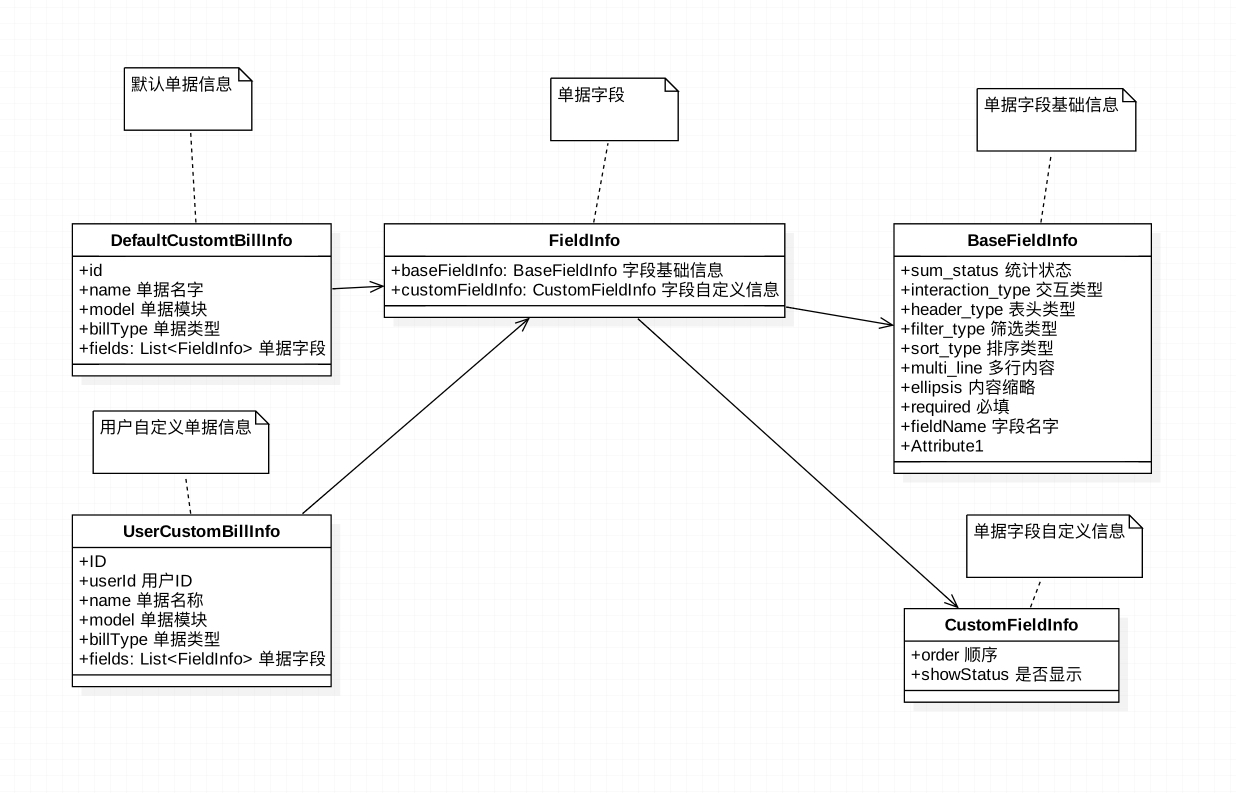 默认单据信息
单据字段
单据字段基础信息
DefaultCustomtBillInfo
+id
+name 单据名字
+model 单据模块
+billType 单据类型
+fields: List<FieldInfo> 单据字段
FieldInfo
+baseFieldInfo: BaseFieldInfo 字段基础信息
+customFieldInfo: CustomFieldInfo 字段自定义信息
BaseFieldInfo
+sum_status 统计状态
+interaction_type 交互类型
+header_type 表头类型
+filter_type 筛选类型
+sort_type 排序类型
+multi_line 多行内容
+ellipsis 内容缩略
+required 必填
+fieldName 字段名字
+Attribute1
用户自定义单据信息
UserCustomBillInfo
+ID
+userId 用户ID
+name 单据名称
+model 单据模块
+billType 单据类型
+fields: List<FieldInfo> 单据字段
单据字段自定义信息
CustomFieldInfo
+order 顺序
+showStatus 是否显示